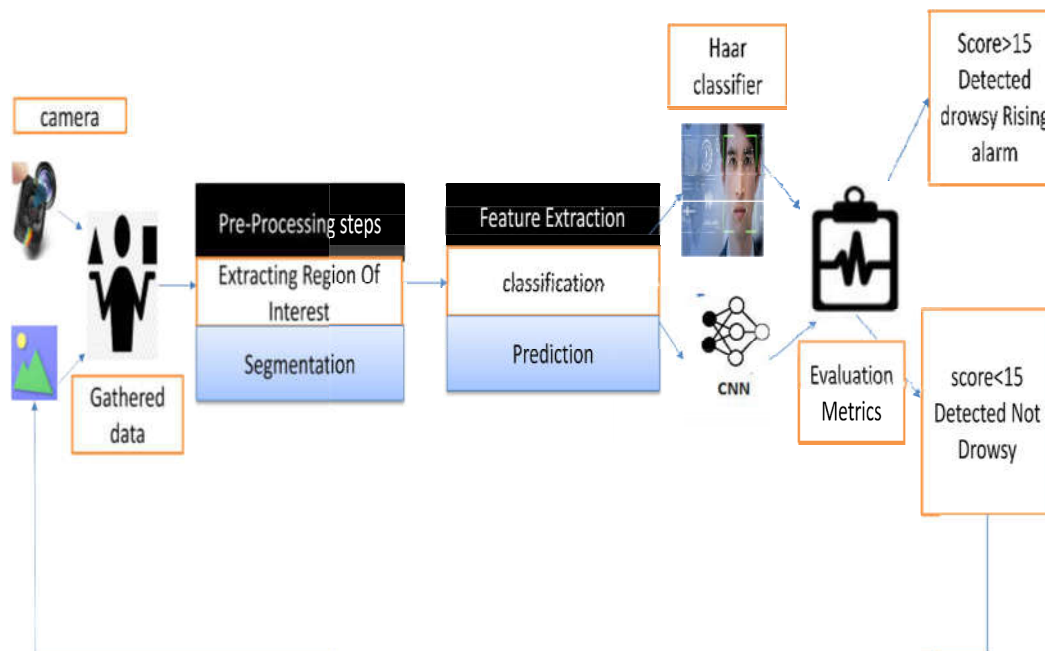 camera
Gathered
data
Pre-Processing steps
Extracting Region Of
Interest
Segmentation
Feature Extraction
classification
Prediction
Haar
classifier
CNN
Evaluation
Metrics
Score>15
Detected
drowsy Rising
alarm
score<15
Detected Not
Drowsy